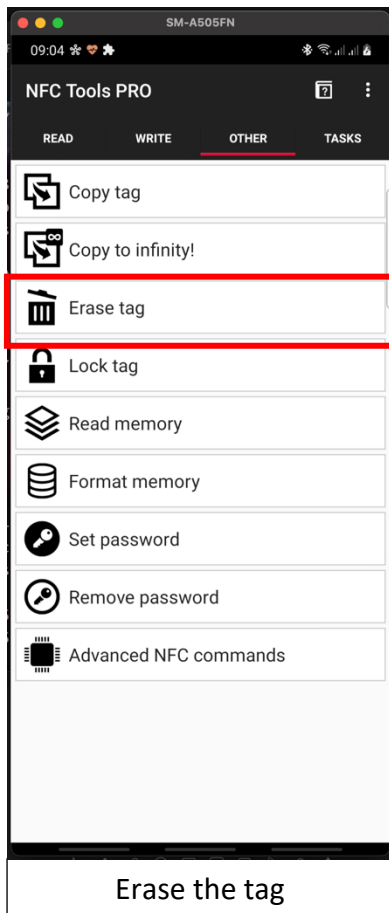 SM-A505FN
09:04
NFC Tools PRO
READ WRITE OTHER TASKS
Copy tag
Copy to infinity!
Erase tag
Lock tag
Read memory
Format memory
Set password
Remove password
Advanced NFC commands
Erase the tag